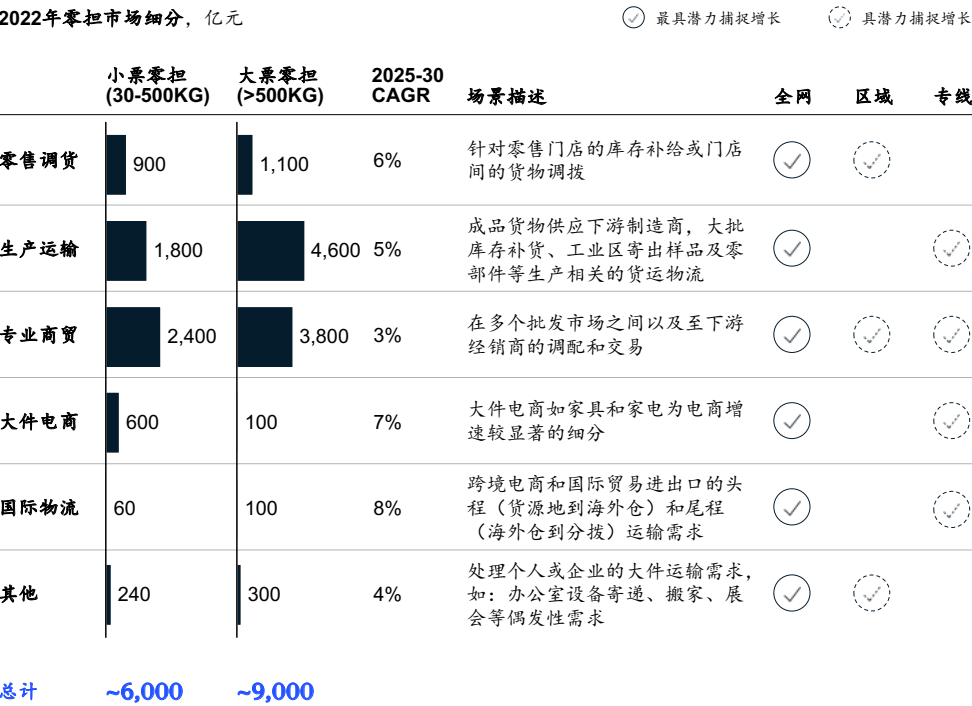 2022年零担市场细分，亿元
最具潜力捕捉增长
具潜力捕捉增长
小票零担
(30-500KG)
大票零担
(>500KG)
2025-30
CAGR
场景描述
全网
区域
专线
零售调货
900
1,100
6%
针对零售门店的库存补给或门店
间的货物调拨
生产运输
1,800
4,600
5%
成品货物供应下游制造商，大批
库存补货、工业区寄出样品及零
部件等生产相关的货运物流
专业商贸
2,400
3,800
3%
在多个批发市场之间以及至下游
经销商的调配和交易
大件电商
600
100
7%
大件电商如家具和家电为电商增
速较显著的细分
国际物流
60
100
8%
跨境电商和国际贸易进出口的头
程（货源地到海外仓）和尾程
（海外仓到分拨）运输需求
其他
240
300
4%
处理个人或企业的大件运输需求，
如：办公室设备寄递、搬家、展
会等偶发性需求
总计
~6,000
~9,000